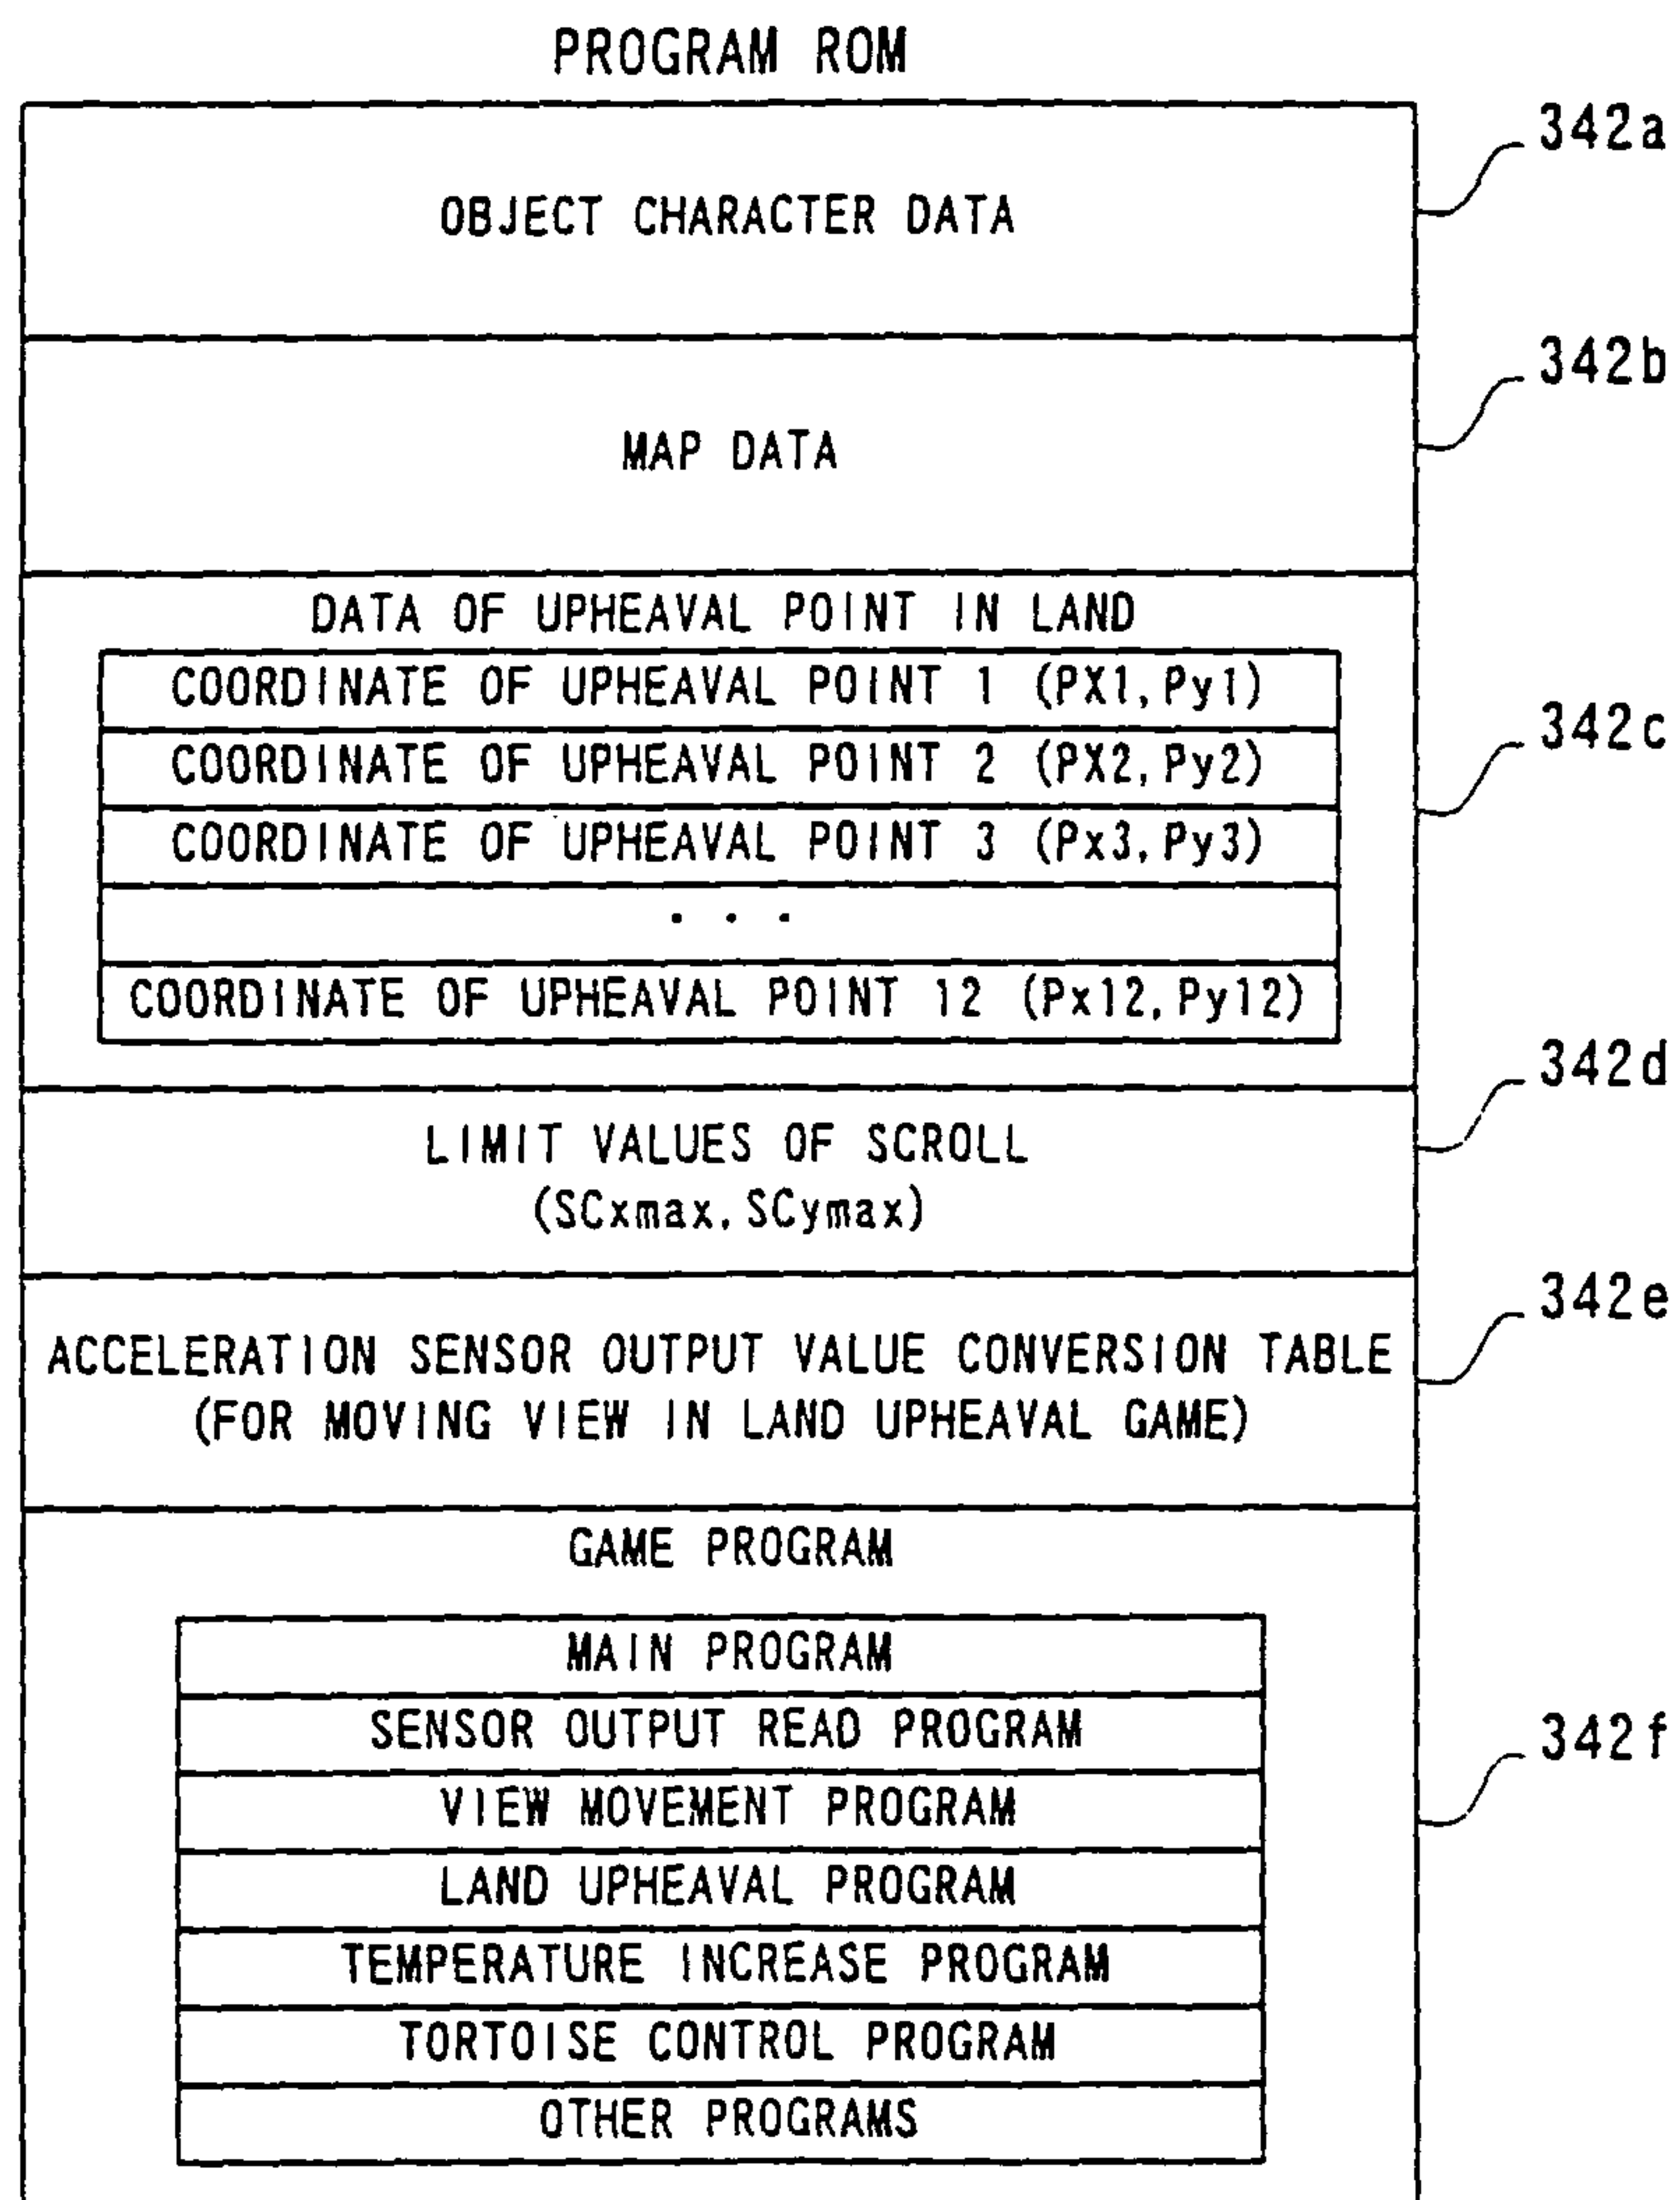 PROGRAM ROM
342a
OBJECT CHARACTER DATA
342b
MAP DATA
DATA OF UPHEAVAL POINT IN LAND
COORDINATE OF UPHEAVAL POINT 1 (PX1,Py1)
342c
COORDINATE OF UPHEAVAL POINT 2 (PX2,Py2)
COORDINATE OF UPHEAVAL POINT 3 (Px3,Py3)
. . .
COORDINATE OF UPHEAVAL POINT 12 (Px12,Py12)
342d
LIMIT VALUES OF SCROLL
(SCxmax,SCymax)
342e
ACCELERATION SENSOR OUTPUT VALUE CONVERSION TABLE
(FOR MOVING VIEW IN LAND UPHEAVAL GAME)
GAME PROGRAM
MAIN PROGRAM
SENSOR OUTPUT READ PROGRAM
342f
VIEW MOVEMENT PROGRAM
LAND UPHEAVAL PROGRAM
TEMPERATURE INCREASE PROGRAM
TORTOISE CONTROL PROGRAM
OTHER PROGRAMS